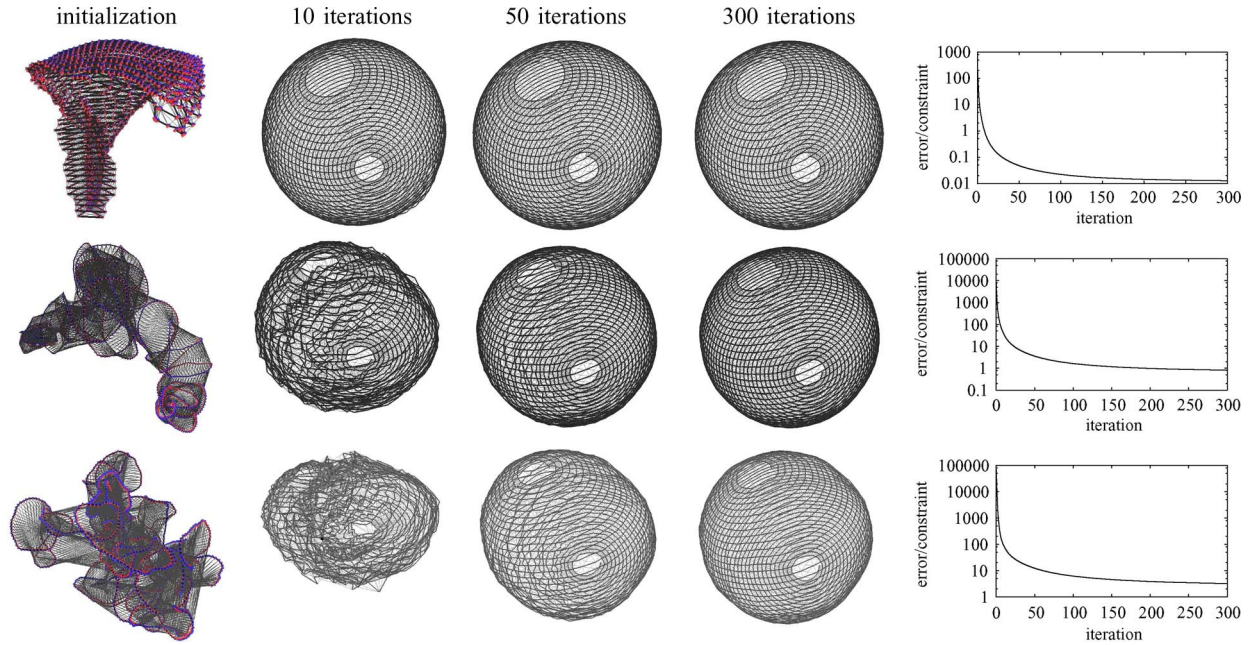 initialization
10 iterations
50 iterations
300 iterations
error/constraint
1000
100
10
1
0.1
0.01
0 50 100 150 200 250 300
iteration
error/constraint
100000
10000
1000
100
10
1
0.1
0 50 100 150 200 250 300
iteration
error/constraint
100000
10000
1000
100
10
1
0 50 100 150 200 250 300
iteration